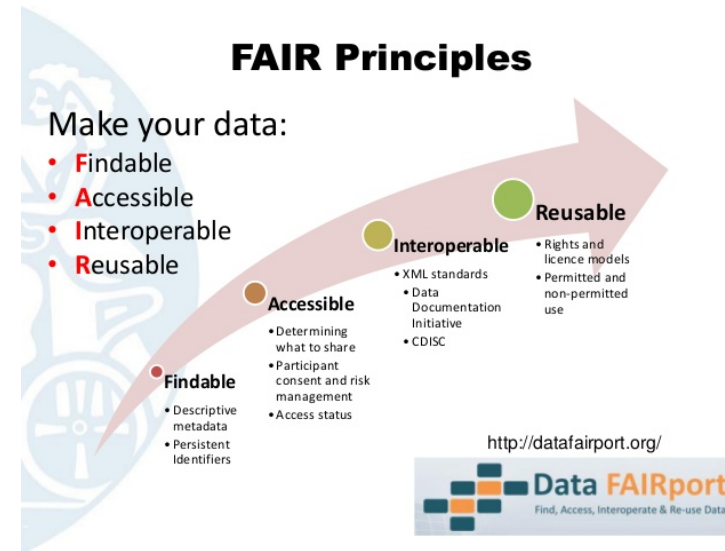 FAIR Principles
Make your data:
• Findable
• Accessible
• Interoperable
• Reusable
Findable
• Descriptive
metadata
• Persistent
Identifiers
Accessible
• Determining
what to share
• Participant
consent and risk
management
• Access status
Interoperable
• XML standards
• Data
Documentation
Initiative
• CDISC
Reusable
• Rights and
licence models
• Permitted and
non-permitted
use
http://datafairport.org/
Data FAIRport
Find, Access, Interoperate & Re-use Data